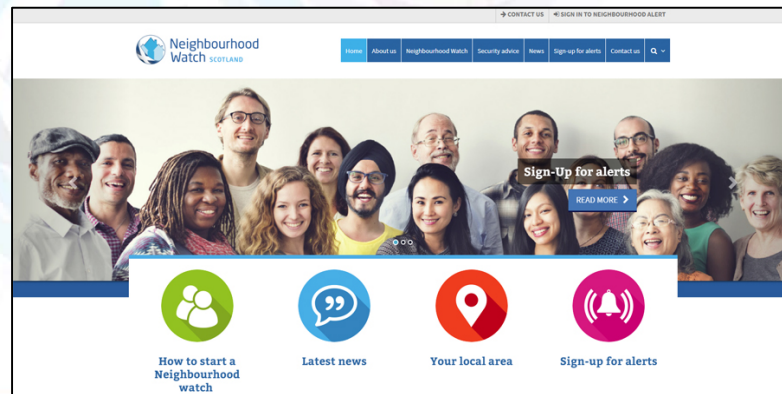 CONTACT US SIGN IN TO NEIGHBOURHOOD ALERT
Neighbourhood
Watch SCOTLAND
Home About us Neighbourhood Watch Security advice News Sign-up for alerts Contact us
Sign-Up for alerts
READ MORE
How to start a
Neighbourhood
watch
Latest news
Your local area
Sign-up for alerts